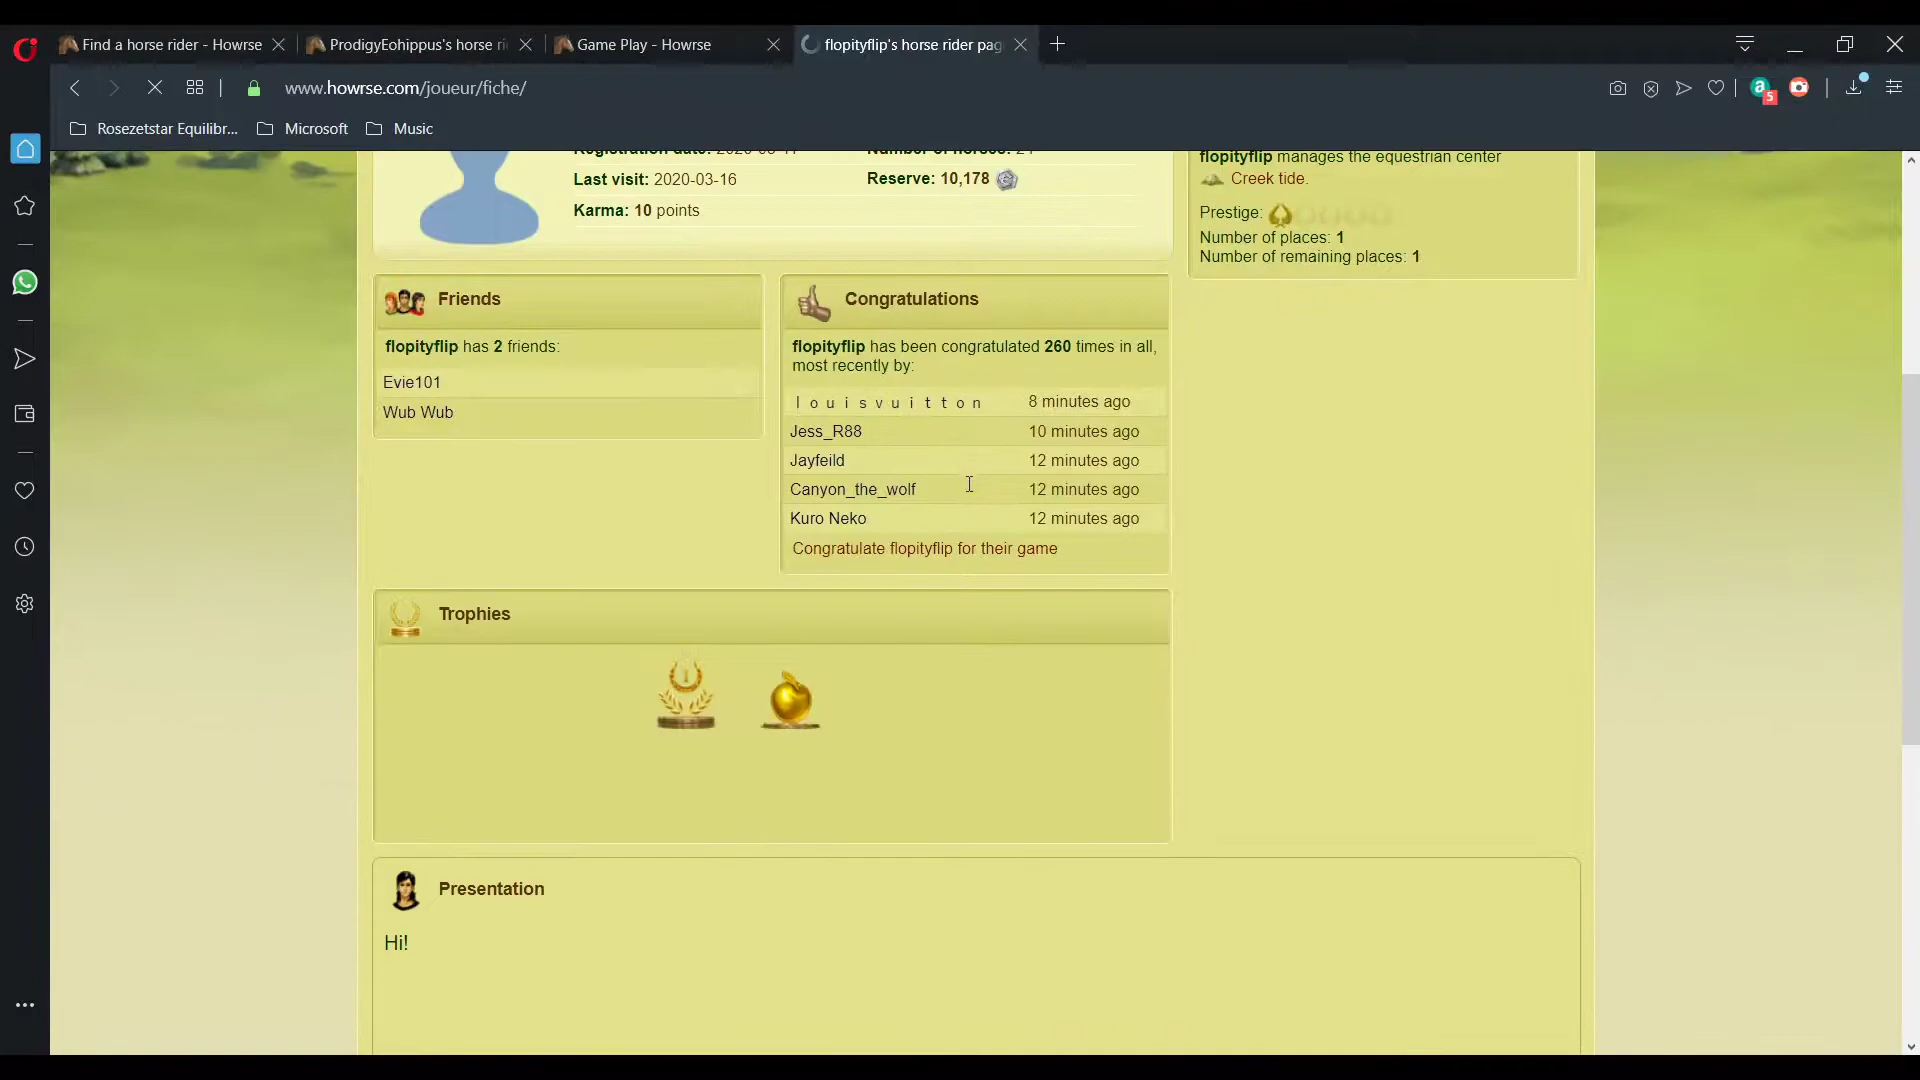 Find a horse rider - Howrse
ProdigyEohippus's horse ri
Game Play - Howrse
flopityflip's horse rider pag
www.howrse.com/joueur/fiche/
a
5
Rosezetstar Equilibr...
Microsoft
Music
Last visit: 2020-03-16
Reserve: 10,178
Karma: 10 points
flopityflip manages the equestrian center
Creek tide.
Prestige:
Number of places: 1
Number of remaining places: 1
Friends
flopityflip has 2 friends:
Evie101
Wub Wub
Congratulations
flopityflip has been congratulated 260 times in all,
most recently by:
l o u i s v u i t t o n 8 minutes ago
Jess_R88 10 minutes ago
Jayfeild 12 minutes ago
Canyon_the_wolf 12 minutes ago
Kuro Neko 12 minutes ago
Congratulate flopityflip for their game
Trophies
Presentation
Hi!